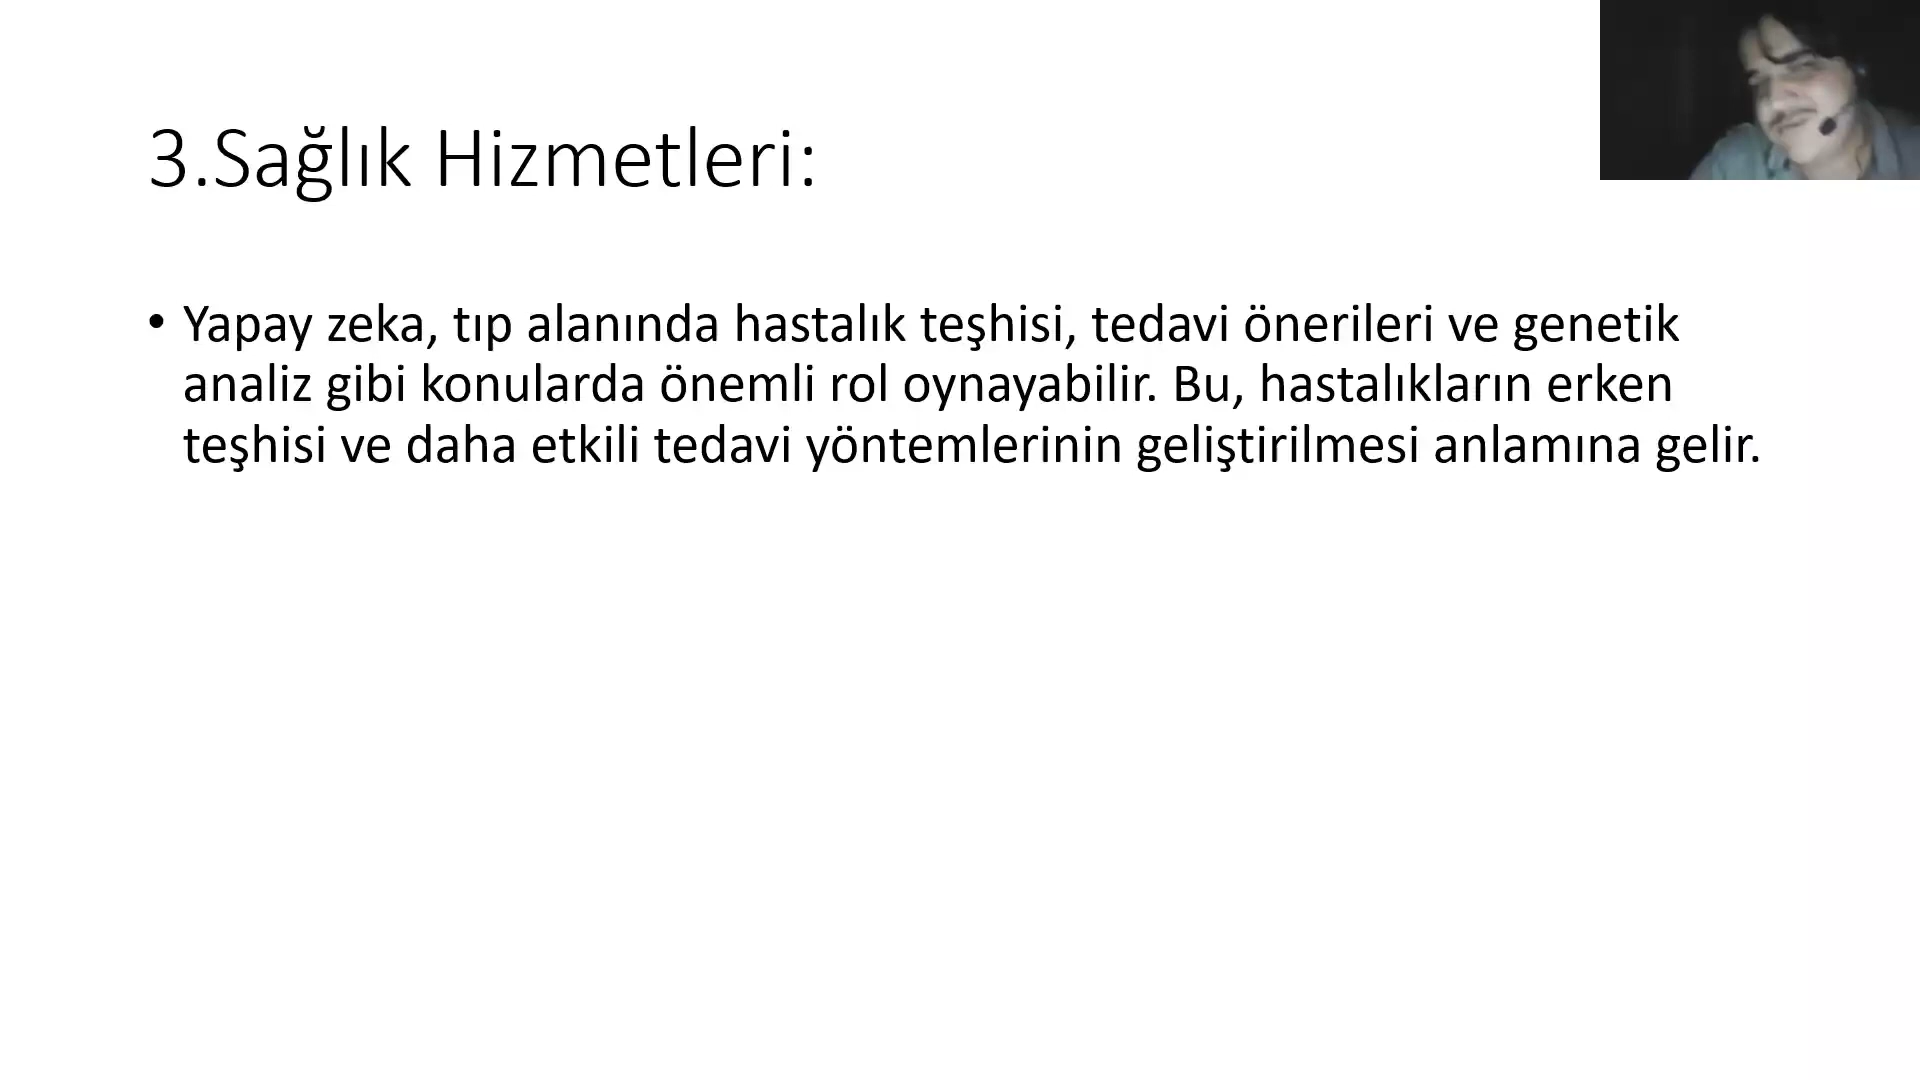 3.Sağlık Hizmetleri:
• Yapay zeka, tıp alanında hastalık teşhisi, tedavi önerileri ve genetik
analiz gibi konularda önemli rol oynayabilir. Bu, hastalıkların erken
teşhisi ve daha etkili tedavi yöntemlerinin geliştirilmesi anlamına gelir.